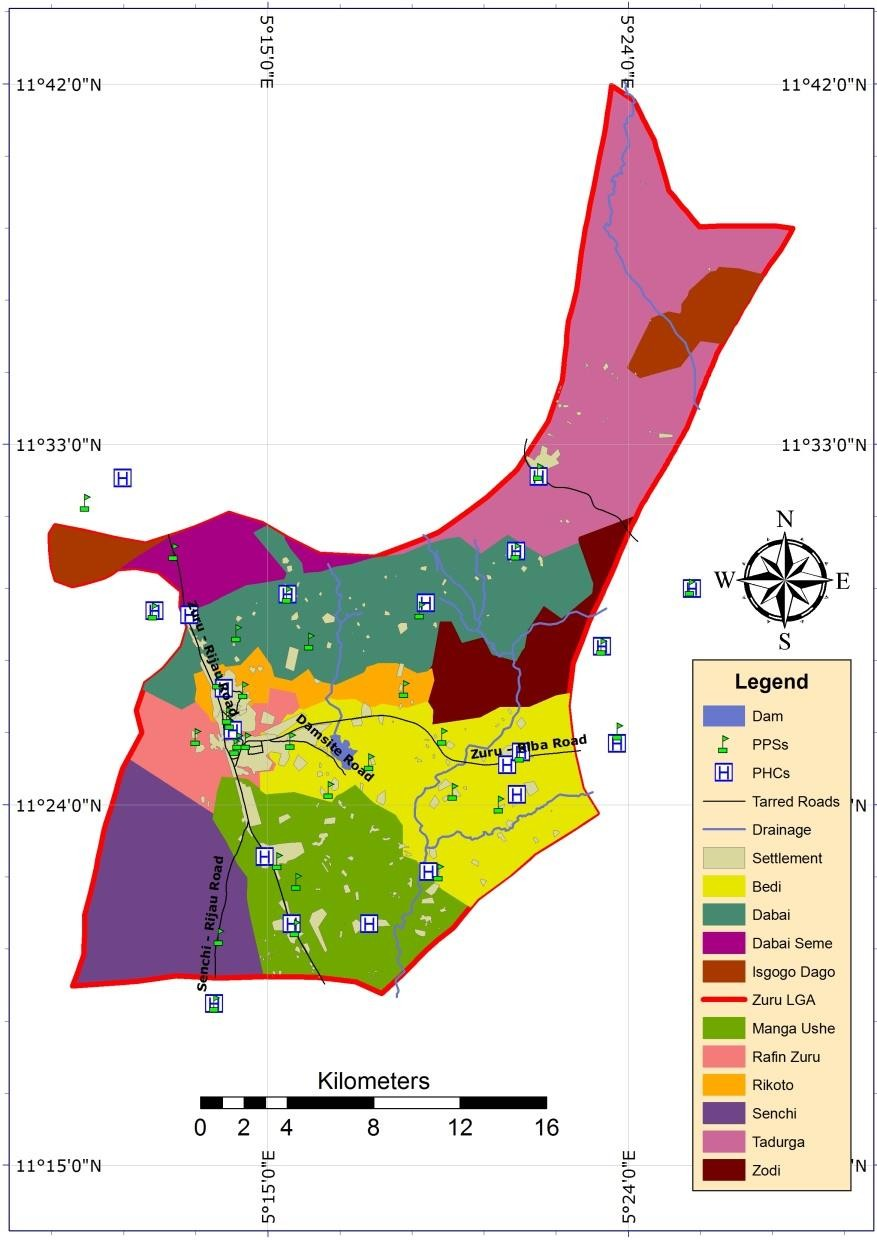 5°15'0"E
5°24'0"E
11°42'0"N
11°42'0"N
11°33'0"N
11°33'0"N
N
W
E
S
Zuru - Rijau Road
Damsite Road
Zuru - Biba Road
Senchi - Rijau Road
11°24'0"N
'N
Legend
Dam
PPSs
PHCs
Tarred Roads
Drainage
Settlement
Bedi
Dabai
Dabai Seme
Isgogo Dago
Zuru LGA
Manga Ushe
Rafin Zuru
Rikoto
Senchi
Tadurga
Zodi
Kilometers
0 2 4 8 12 16
11°15'0"N
'N
5°15'0"E
5°24'0"E